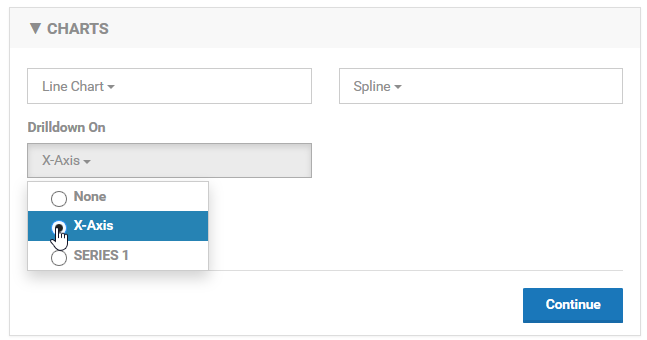 CHARTS
Line Chart
Spline
Drilldown On
X-Axis
None
X-Axis
SERIES 1
Continue